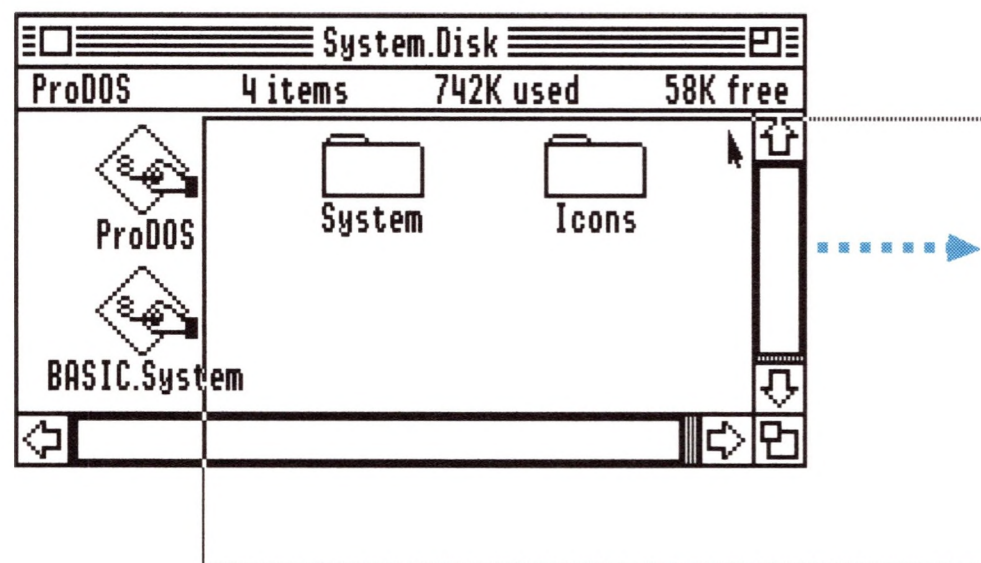 System.Disk
ProDOS 4 items 742K used 58K free
System Icons
ProDOS
BASIC.System